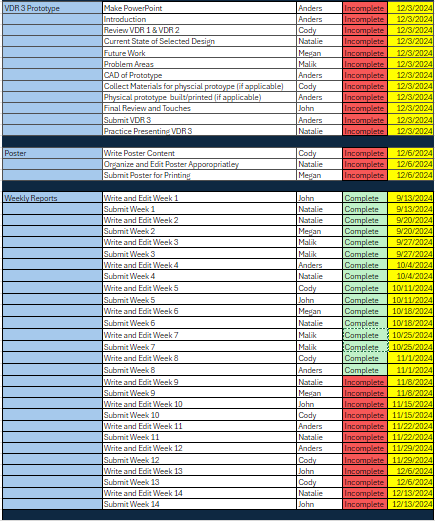 VDR 3 Prototype Make PowerPoint Anders Incomplete 12/3/2024
Introduction Anders Incomplete 12/3/2024
Review VDR 1 & VDR 2 Cody Incomplete 12/3/2024
Current State of Selected Design Natalie Incomplete 12/3/2024
Future Work Megan Incomplete 12/3/2024
Problem Areas Malik Incomplete 12/3/2024
CAD of Prototype Anders Incomplete 12/3/2024
Collect Materials for physcial protoype (if applicable) Cody Incomplete 12/3/2024
Physical prototype built/printed (if applicable) Anders Incomplete 12/3/2024
Final Review and Touches John Incomplete 12/3/2024
Submit VDR 3 Anders Incomplete 12/3/2024
Practice Presenting VDR 3 Natalie Incomplete 12/3/2024
Poster Write Poster Content Cody Incomplete 12/6/2024
Organize and Edit Poster Apporopriatley Natalie Incomplete 12/6/2024
Submit Poster for Printing Megan Incomplete 12/6/2024
Weekly Reports Write and Edit Week 1 John Complete 9/13/2024
Submit Week 1 Natalie Complete 9/13/2024
Write and Edit Week 2 Natalie Complete 9/20/2024
Submit Week 2 Megan Complete 9/20/2024
Write and Edit Week 3 Malik Complete 9/27/2024
Submit Week 3 Malik Complete 9/27/2024
Write and Edit Week 4 Anders Complete 10/4/2024
Submit Week 4 Natalie Complete 10/4/2024
Write and Edit Week 5 Cody Complete 10/11/2024
Submit Week 5 John Complete 10/11/2024
Write and Edit Week 6 Megan Complete 10/18/2024
Submit Week 6 Natalie Complete 10/18/2024
Write and Edit Week 7 Malik Complete 10/25/2024
Submit Week 7 Malik Complete 10/25/2024
Write and Edit Week 8 Cody Complete 11/1/2024
Submit Week 8 Anders Complete 11/1/2024
Write and Edit Week 9 Natalie Incomplete 11/8/2024
Submit Week 9 Megan Incomplete 11/8/2024
Write and Edit Week 10 John Incomplete 11/15/2024
Submit Week 10 Cody Incomplete 11/15/2024
Write and Edit Week 11 Anders Incomplete 11/22/2024
Submit Week 11 Natalie Incomplete 11/22/2024
Write and Edit Week 12 Anders Incomplete 11/29/2024
Submit Week 12 Cody Incomplete 11/29/2024
Write and Edit Week 13 John Incomplete 12/6/2024
Submit Week 13 Cody Incomplete 12/6/2024
Write and Edit Week 14 Natalie Incomplete 12/13/2024
Submit Week 14 John Incomplete 12/13/2024